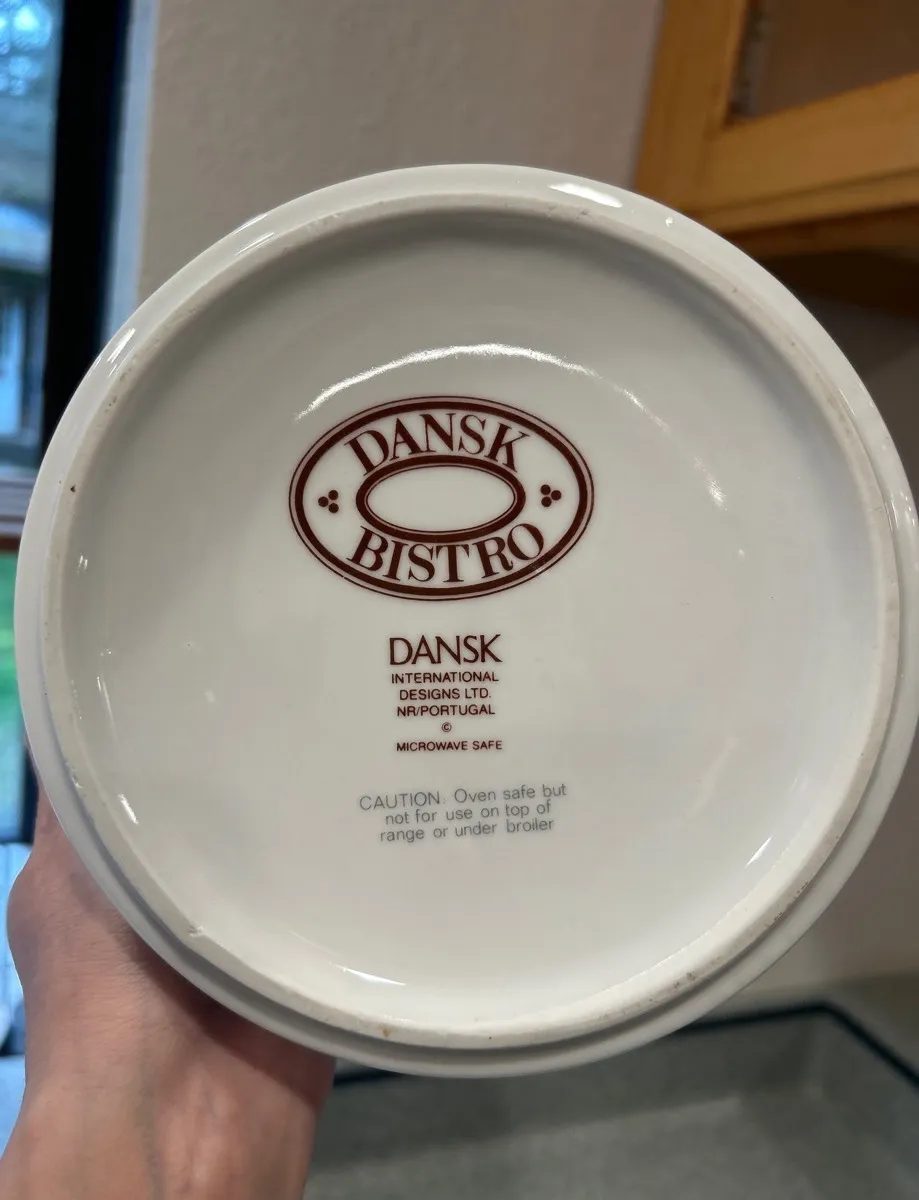 DANSK
BISTRO
DANSK
INTERNATIONAL
DESIGNS LTD.
NR/PORTUGAL
©
MICROWAVE SAFE
CAUTION: Oven safe but
not for use on top of
range or under broiler